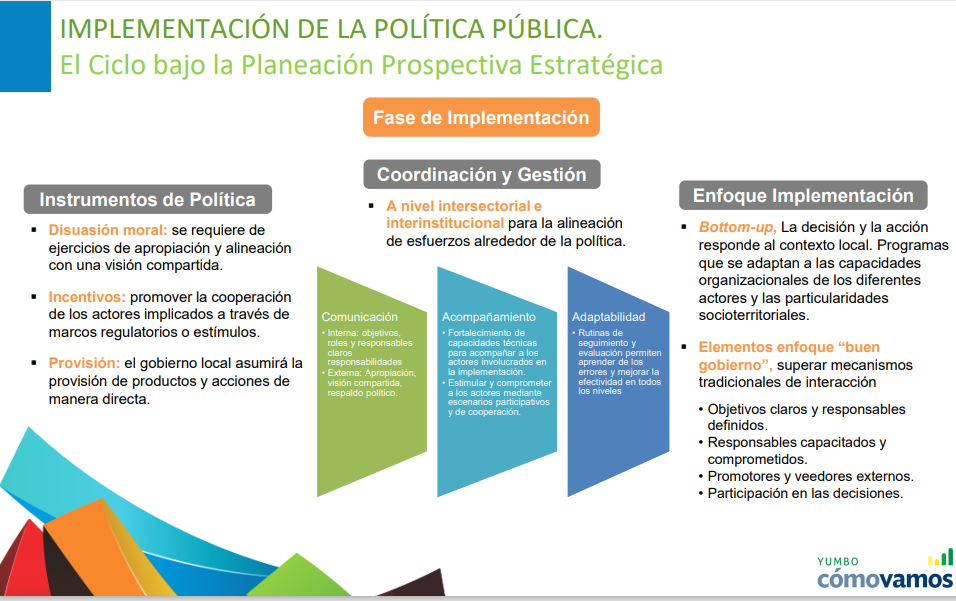 IMPLEMENTACIÓN DE LA POLÍTICA PÚBLICA.
El Ciclo bajo la Planeación Prospectiva Estratégica
Fase de Implementación
Instrumentos de Política
▪ Disuasión moral: se requiere de
ejercicios de apropiación y alineación
con una visión compartida.
▪ Incentivos: promover la cooperación
de los actores implicados a través de
marcos regulatorios o estímulos.
▪ Provisión: el gobierno local asumirá la
provisión de productos y acciones de
manera directa.
Coordinación y Gestión
▪ A nivel intersectorial e
interinstitucional para la alineación
de esfuerzos alrededor de la política.
Comunicación
• Interna: objetivos,
roles y responsables
claros
responsabilidades
• Externa: Apropiación,
visión compartida,
respaldo político.
Acompañamiento
• Fortalecimiento de
capacidades técnicas
para acompañar a los
actores involucrados en
la implementación.
• Estimular y comprometer
a los actores mediante
escenarios participativos
y de cooperación.
Adaptabilidad
• Rutinas de
seguimiento y
evaluación permiten
aprender de los
errores y mejorar la
efectividad en todos
los niveles
Enfoque Implementación
▪ Bottom-up, La decisión y la acción
responde al contexto local. Programas
que se adaptan a las capacidades
organizacionales de los diferentes
actores y las particularidades
socioterritoriales.
▪ Elementos enfoque “buen
gobierno”, superar mecanismos
tradicionales de interacción
• Objetivos claros y responsables
definidos.
• Responsables capacitados y
comprometidos.
• Promotores y veedores externos.
• Participación en las decisiones.
YUMBO
cómovamos